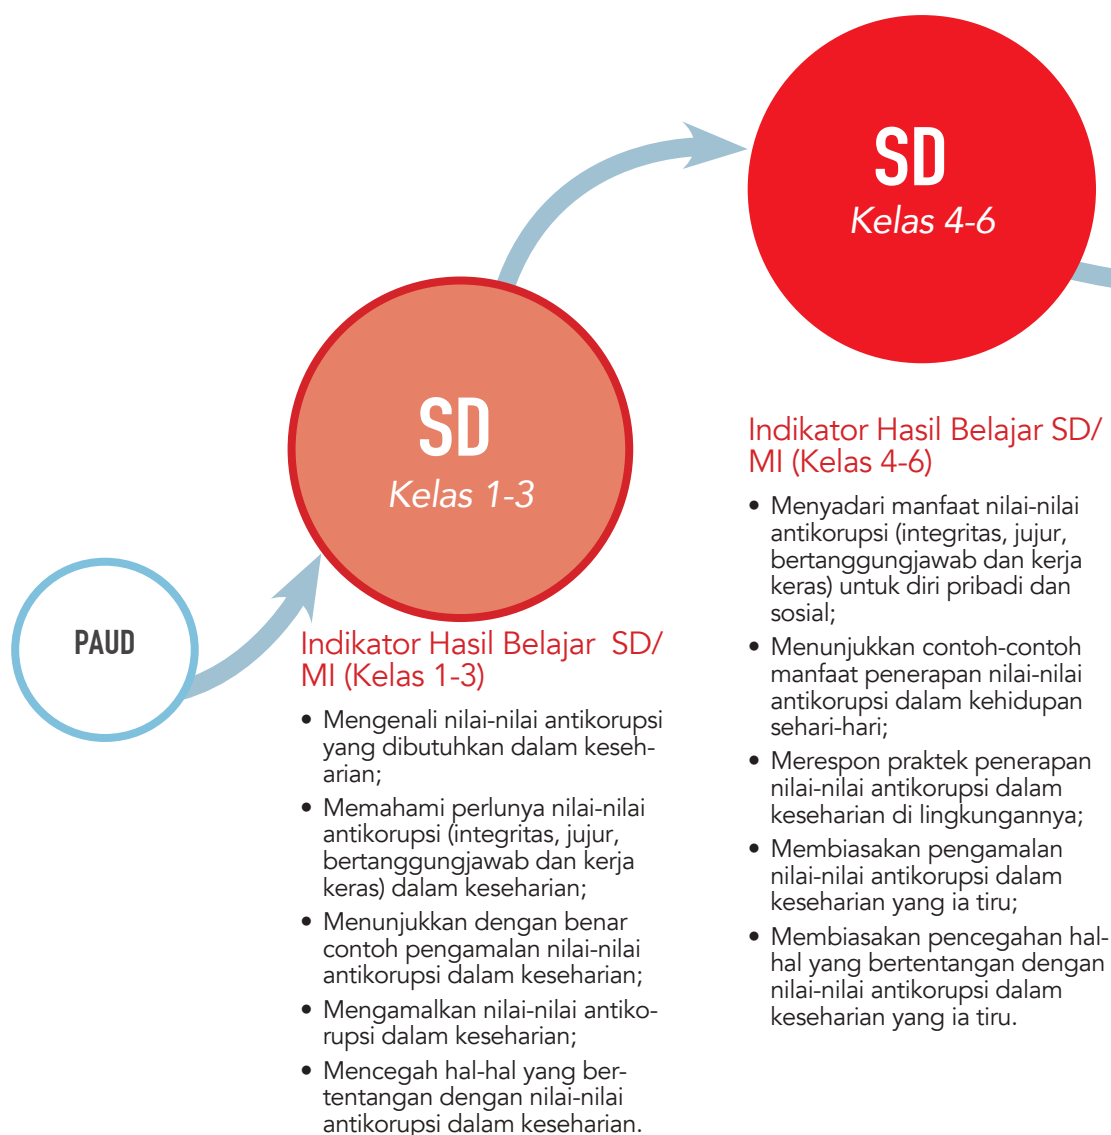 PAUD
SD
Kelas 1-3
Indikator Hasil Belajar  SD/
MI (Kelas 1-3)
• Mengenali nilai-nilai antikorupsi
yang dibutuhkan dalam keseh-
arian;
• Memahami perlunya nilai-nilai
antikorupsi (integritas, jujur,
bertanggungjawab dan kerja
keras) dalam keseharian;
• Menunjukkan dengan benar
contoh pengamalan nilai-nilai
antikorupsi dalam keseharian;
• Mengamalkan nilai-nilai antiko-
rupsi dalam keseharian;
• Mencegah hal-hal yang ber-
tentangan dengan nilai-nilai
antikorupsi dalam keseharian.
SD
Kelas 4-6
Indikator Hasil Belajar SD/
MI (Kelas 4-6)
• Menyadari manfaat nilai-nilai
antikorupsi (integritas, jujur,
bertanggungjawab dan kerja
keras) untuk diri pribadi dan
sosial;
• Menunjukkan contoh-contoh
manfaat penerapan nilai-nilai
antikorupsi dalam kehidupan
sehari-hari;
• Merespon praktek penerapan
nilai-nilai antikorupsi dalam
keseharian di lingkungannya;
• Membiasakan pengamalan
nilai-nilai antikorupsi dalam
keseharian yang ia tiru;
• Membiasakan pencegahan hal-
hal yang bertentangan dengan
nilai-nilai antikorupsi dalam
keseharian yang ia tiru.